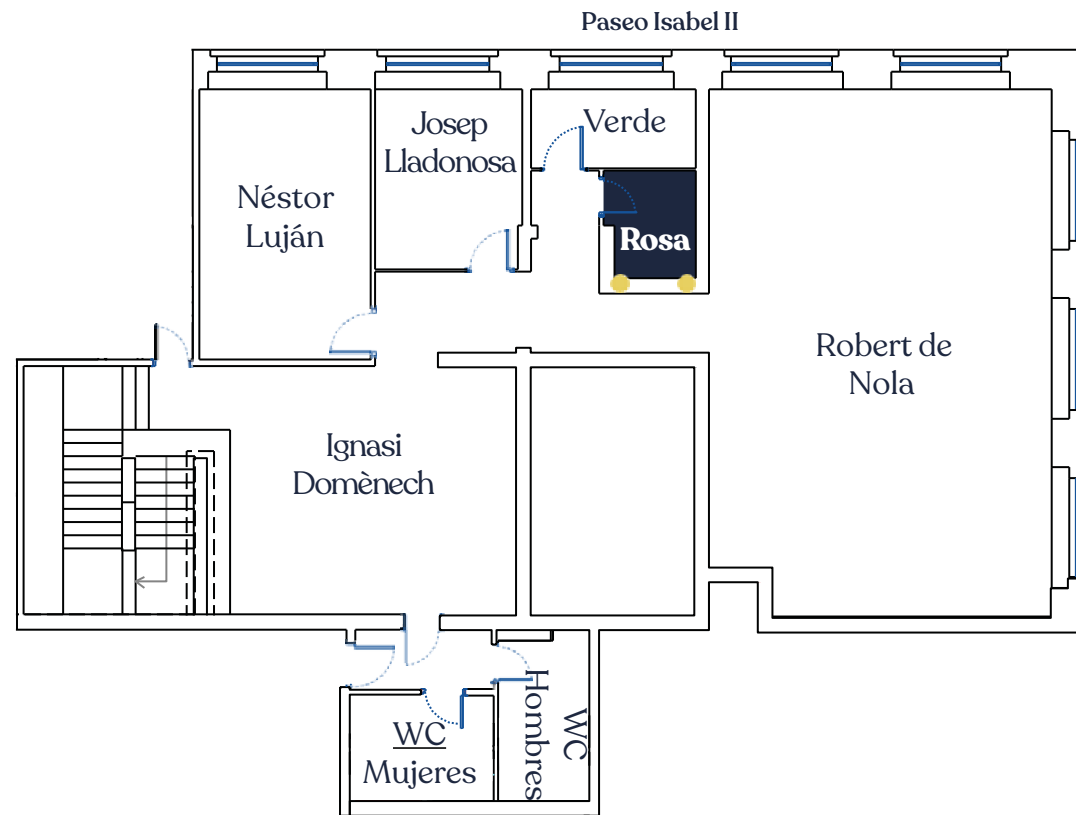 Paseo Isabel II
Néstor
Luján
Josep
Lladonosa
Verde
Rosa
Robert de
Nola
Ignasi
Domènech
WC
Mujeres
WC
Hombres